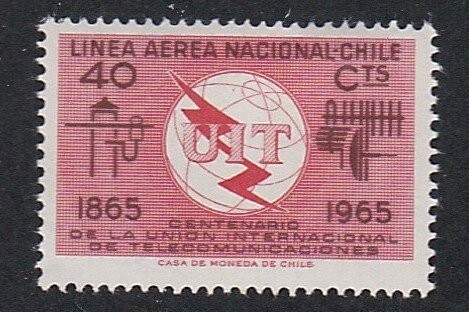 LINEA AEREA NACIONAL-CHILE
40 CTS
UIT
1865 1965
CENTENARIO
DE LA UNION INTERNACIONAL
DE TELECOMUNICACIONES
CASA DE MONEDA DE CHILE